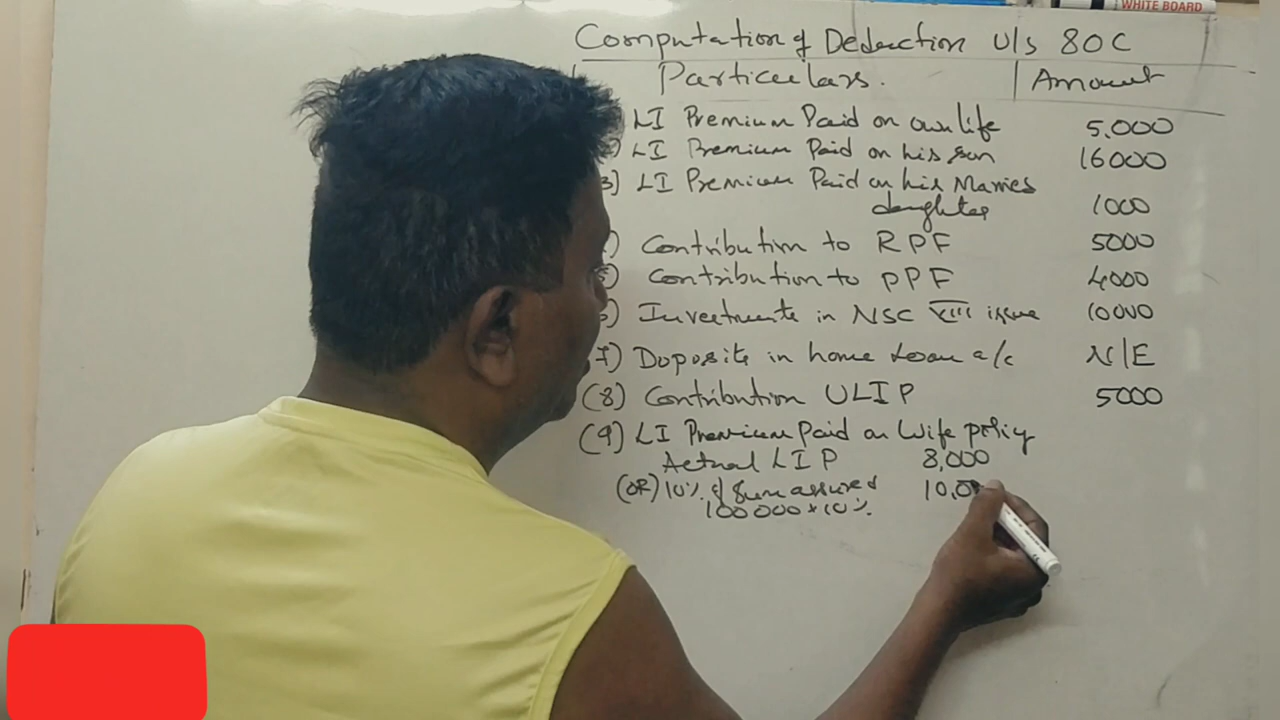 WHITE BOARD
Computation of Deduction U/s 80C
Particulars. Amount
LI Premium Paid on own life 5,000
) LI Premium Paid on his son 16000
3) LI Premium Paid on his Marries
daughter 1000
) Contribution to RPF 5000
) Contribution to PPF 4000
) Investments in NSC VIII issue 10000
7) Doposits in home Loan a/c N/E
(8) Contribution ULIP 5000
(9) LI Premium Paid on Wife policy
Actual LIP 8,000
(OR) 10% of Sum assured 10,0
100000 × 10%.